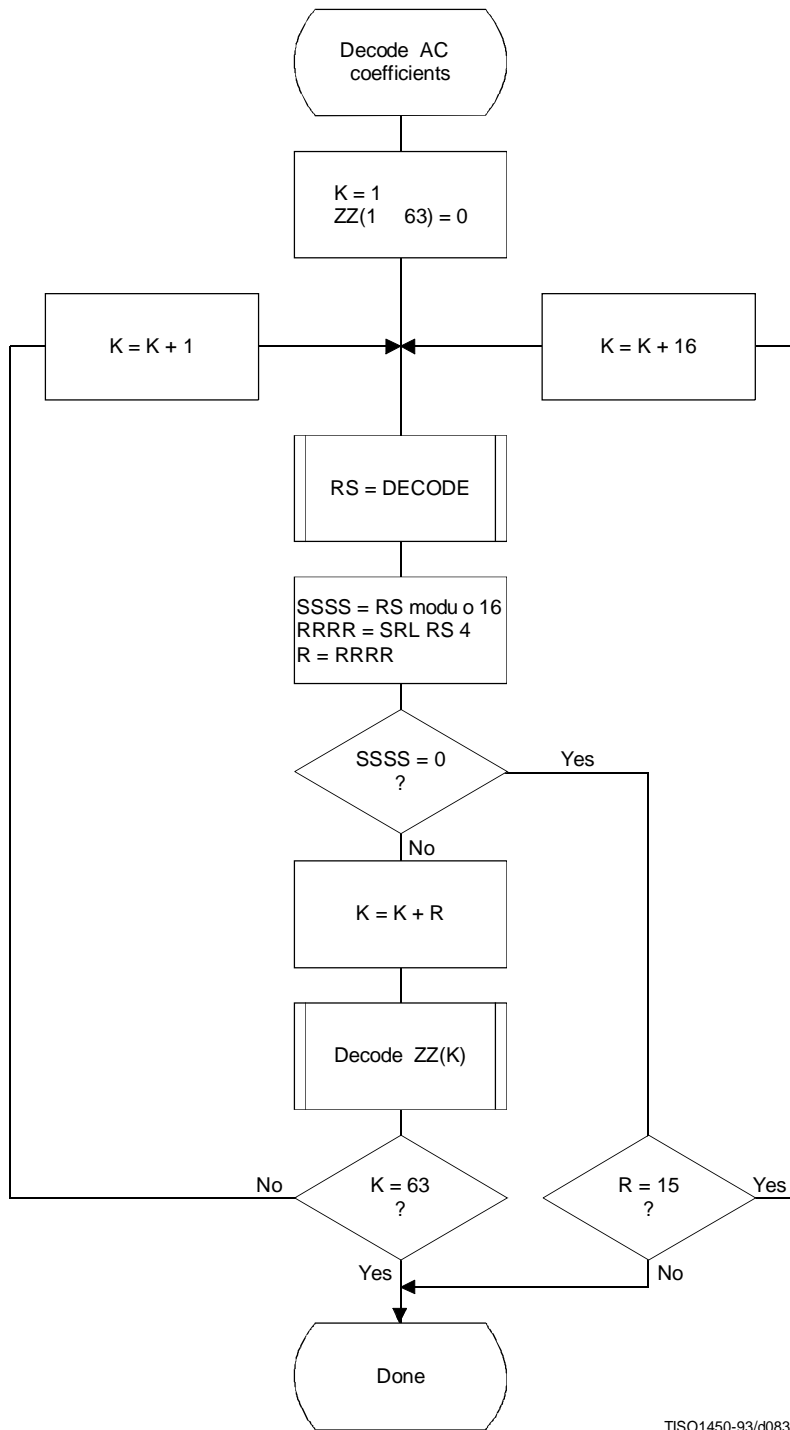 Decode AC
coefficients
K = 1
ZZ(1 63) = 0
K = K + 1
K = K + 16
RS = DECODE
SSSS = RS modu o 16
RRRR = SRL RS 4
R = RRRR
SSSS = 0
?
Yes
No
K = K + R
Decode ZZ(K)
No
K = 63
?
R = 15
?
Yes
Yes
No
Done
TISO1450-93/d083